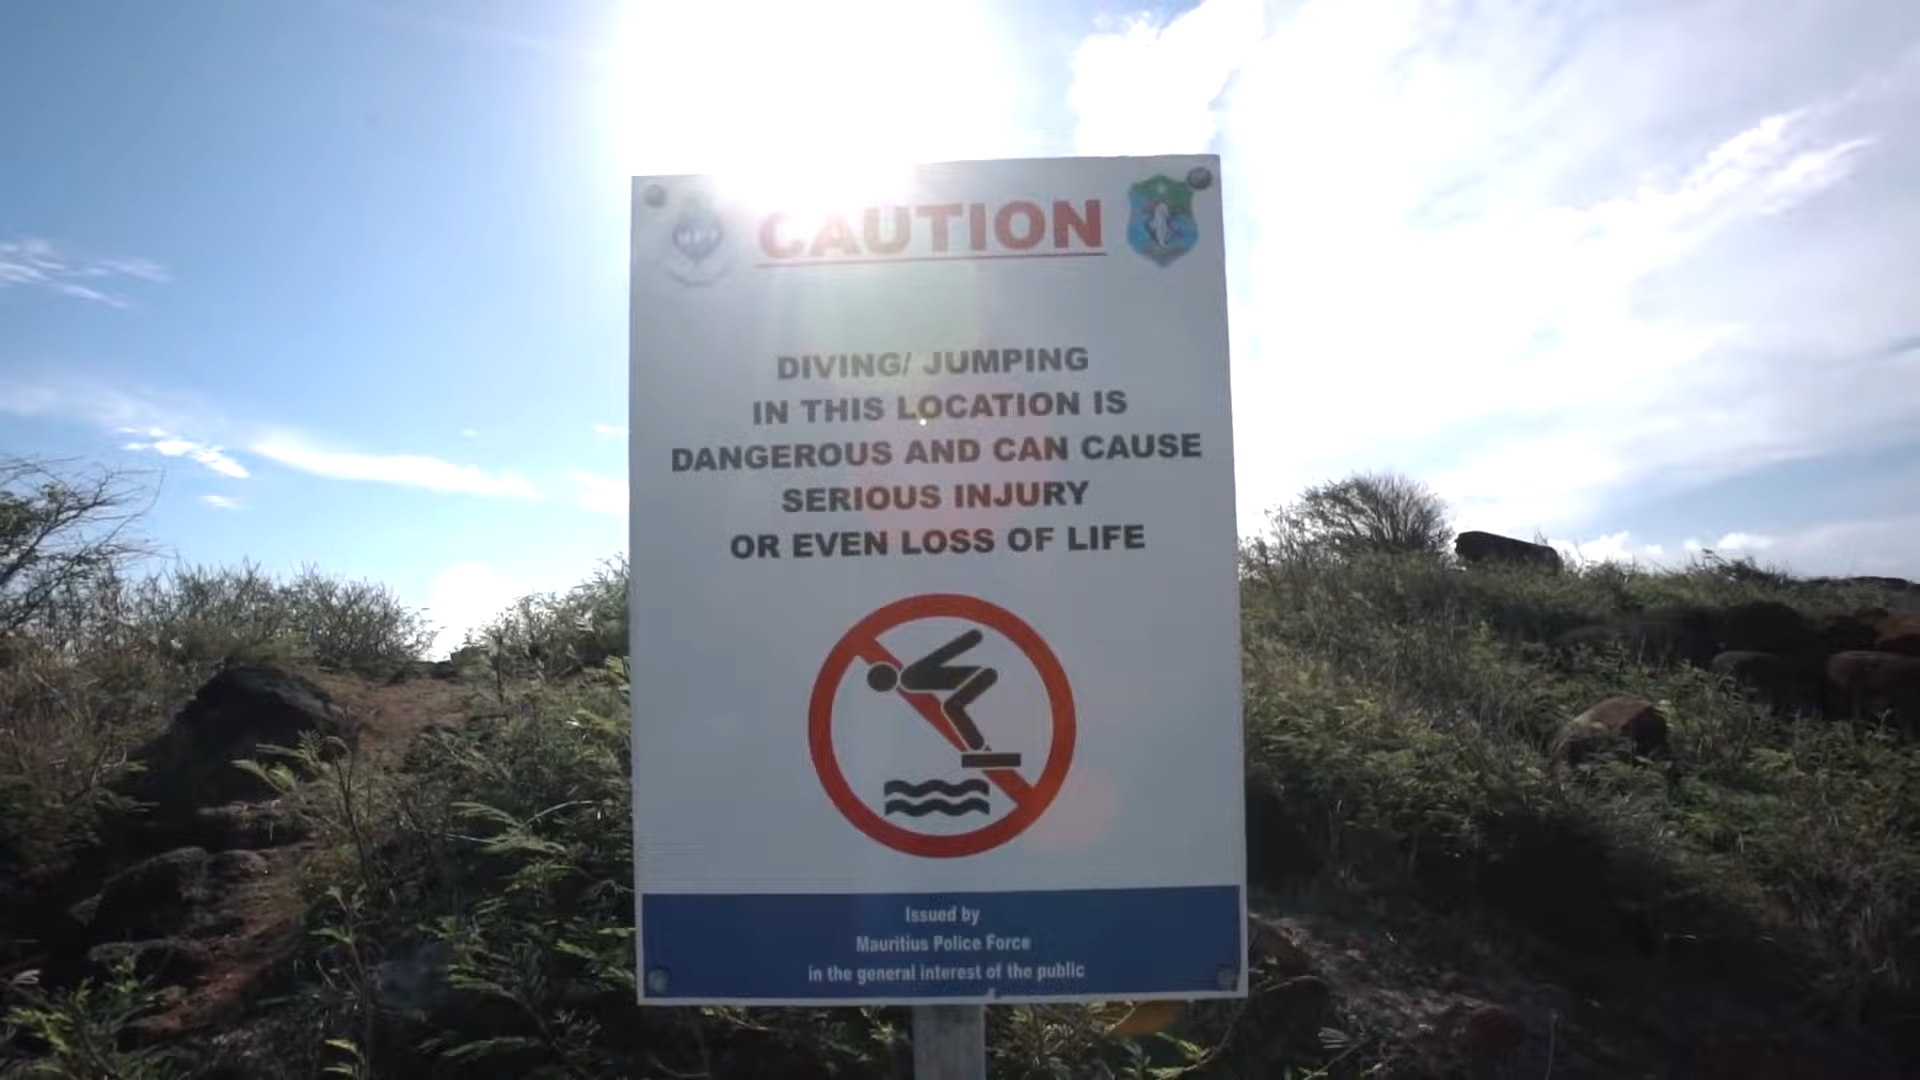 CAUTION
DIVING/ JUMPING
IN THIS LOCATION IS
DANGEROUS AND CAN CAUSE
SERIOUS INJURY
OR EVEN LOSS OF LIFE
Issued by
Mauritius Police Force
in the general interest of the public